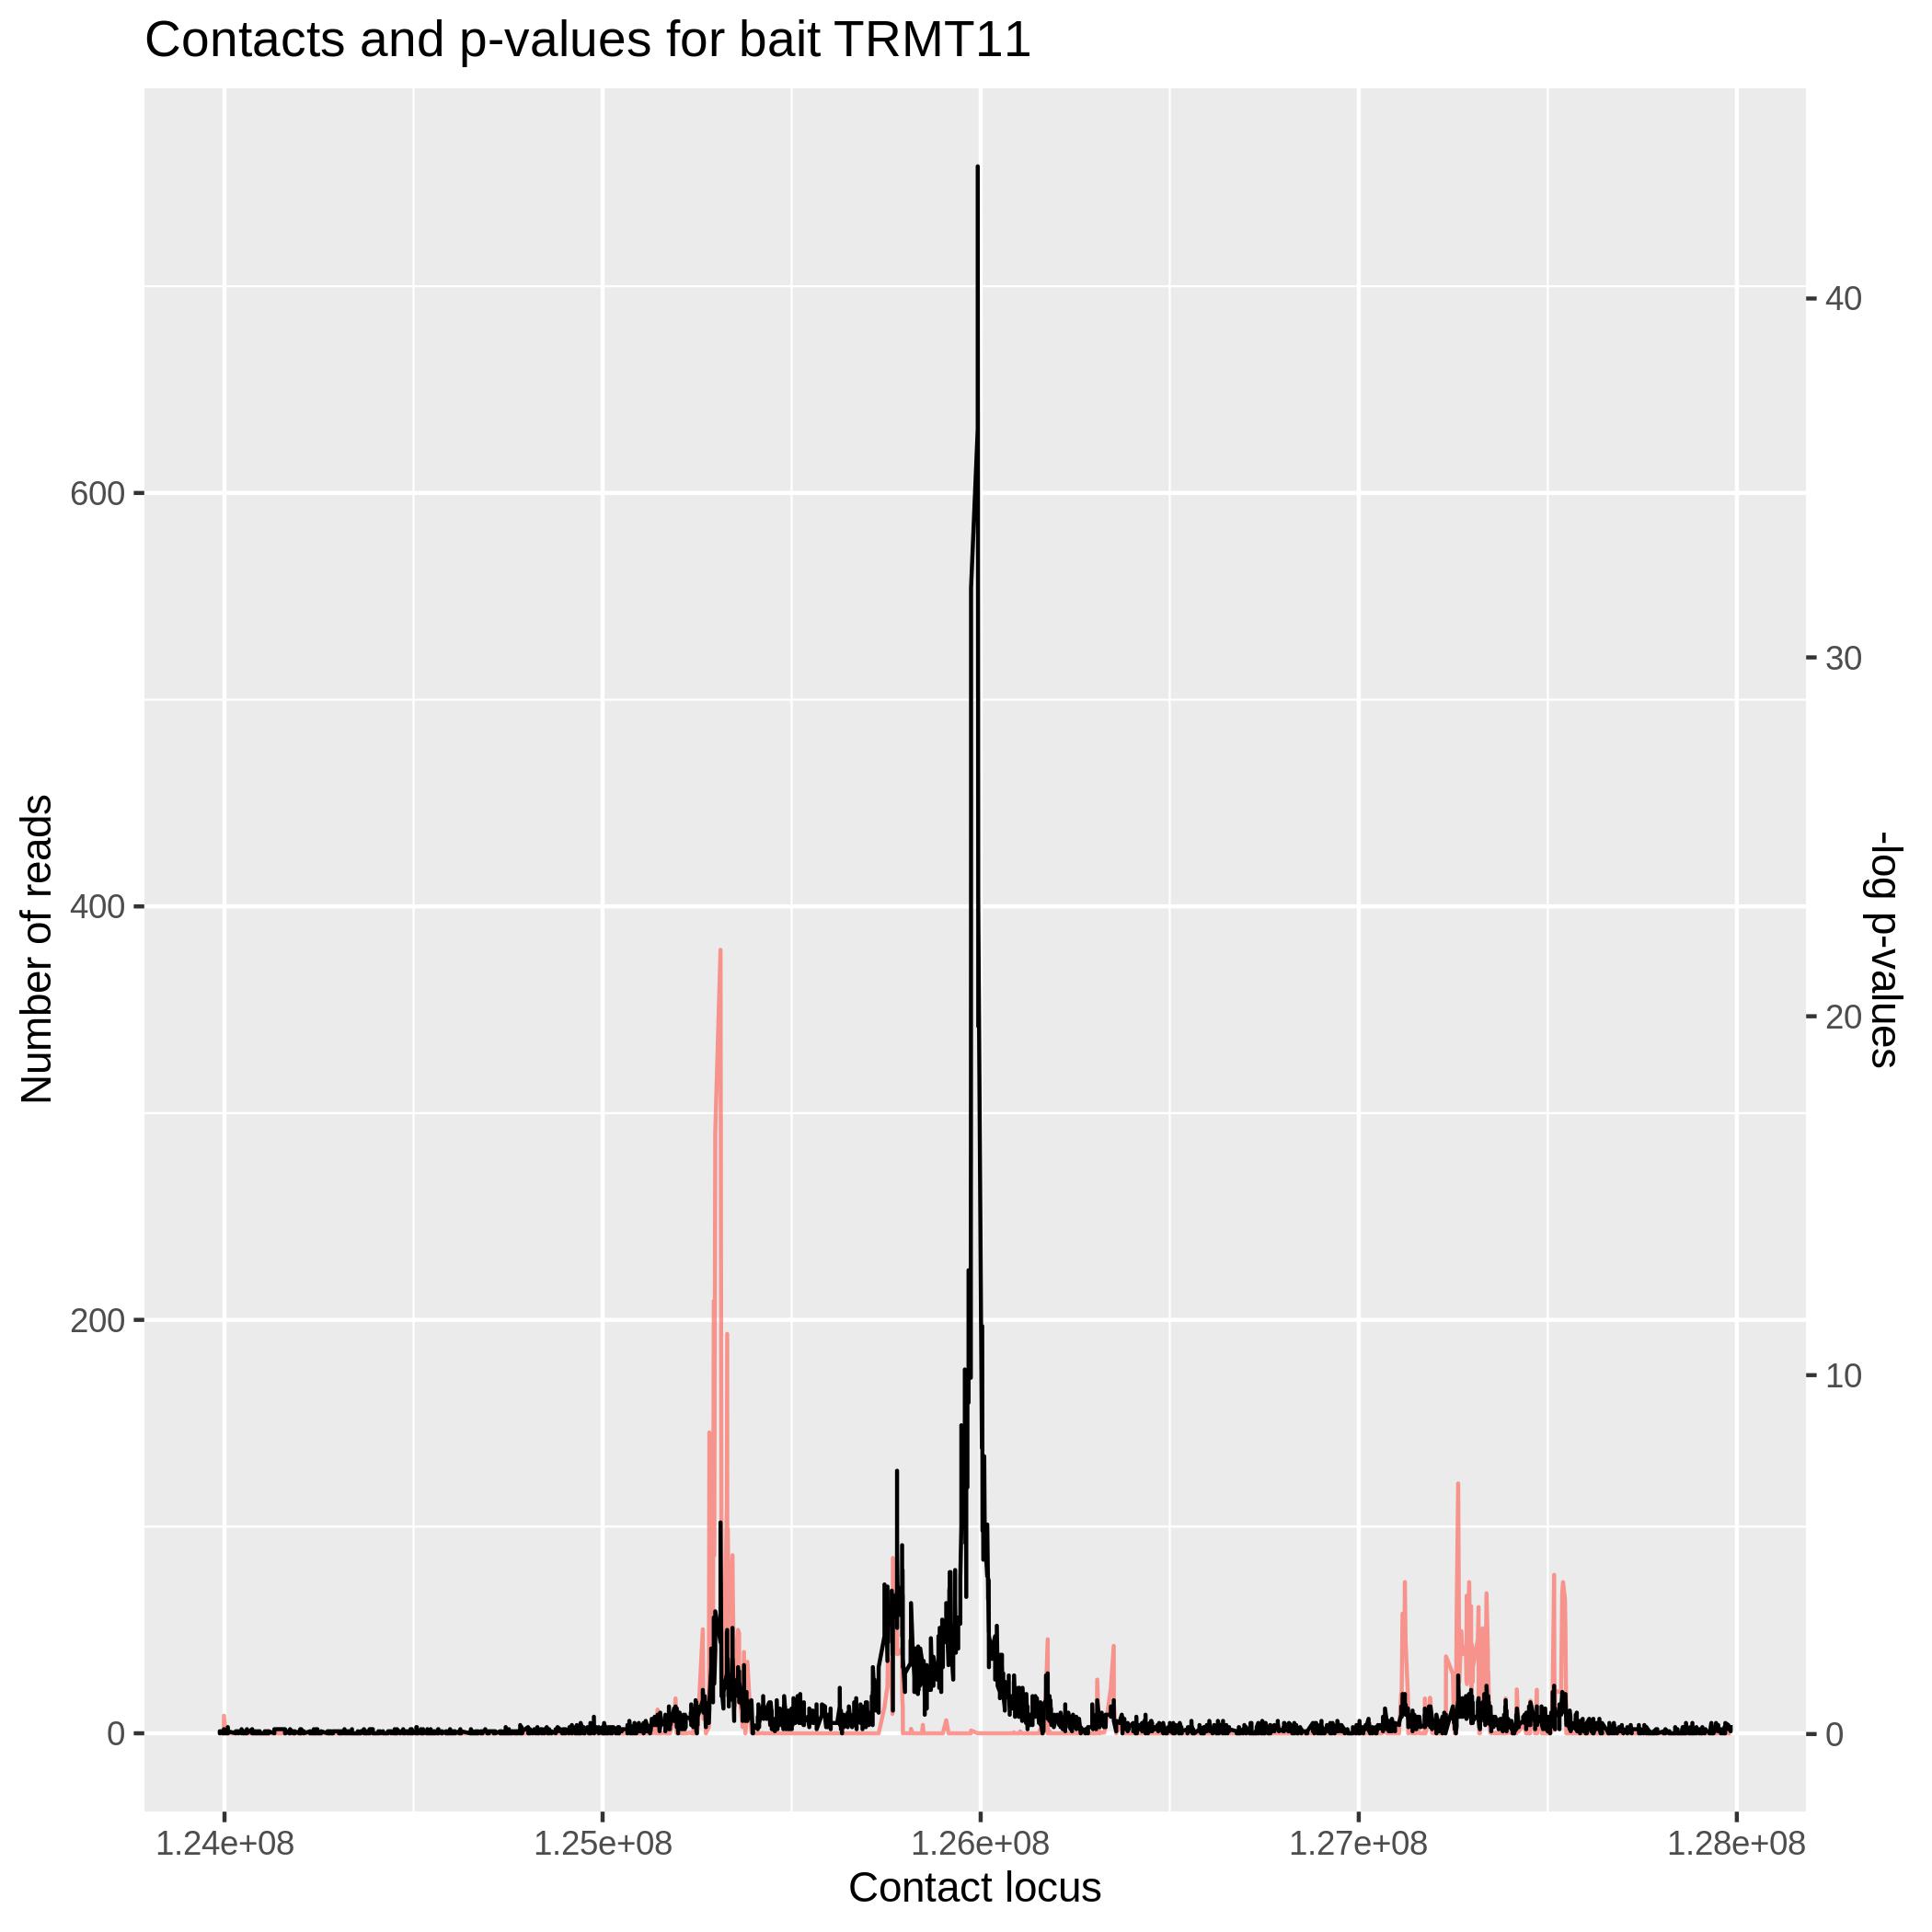 Contacts and p-values for bait TRMT11
Number of reads
600
400
200
0
40
30
20
10
0
-log p-values
1.24e+08
1.25e+08
1.26e+08
1.27e+08
1.28e+08
Contact locus